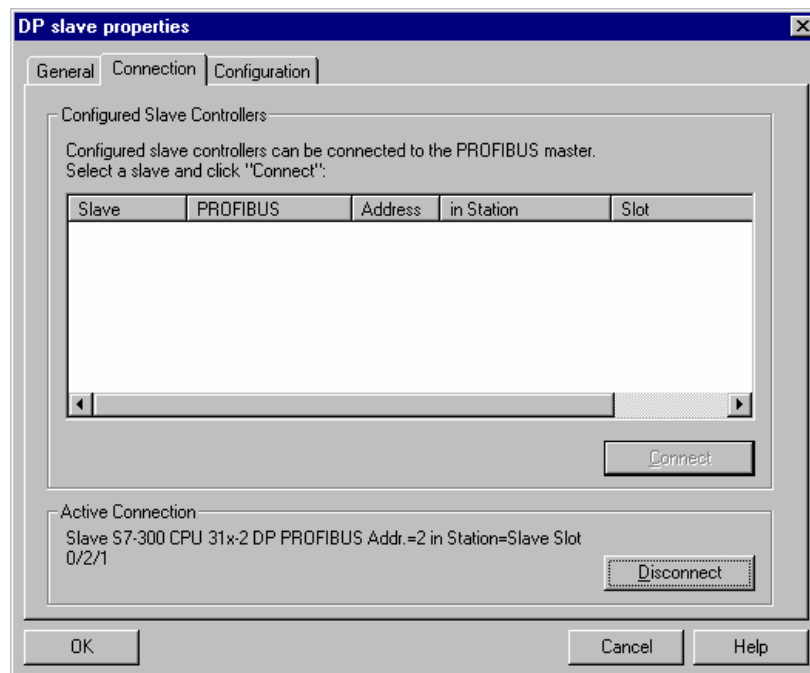 DP slave properties
General Connection Configuration
Configured Slave Controllers
Configured slave controllers can be connected to the PROFIBUS master.
Select a slave and click "Connect":
Slave PROFIBUS Address in Station Slot
Connect
Active Connection
Slave S7-300 CPU 31x-2 DP PROFIBUS Addr.=2 in Station=Slave Slot
0/2/1
Disconnect
OK Cancel Help